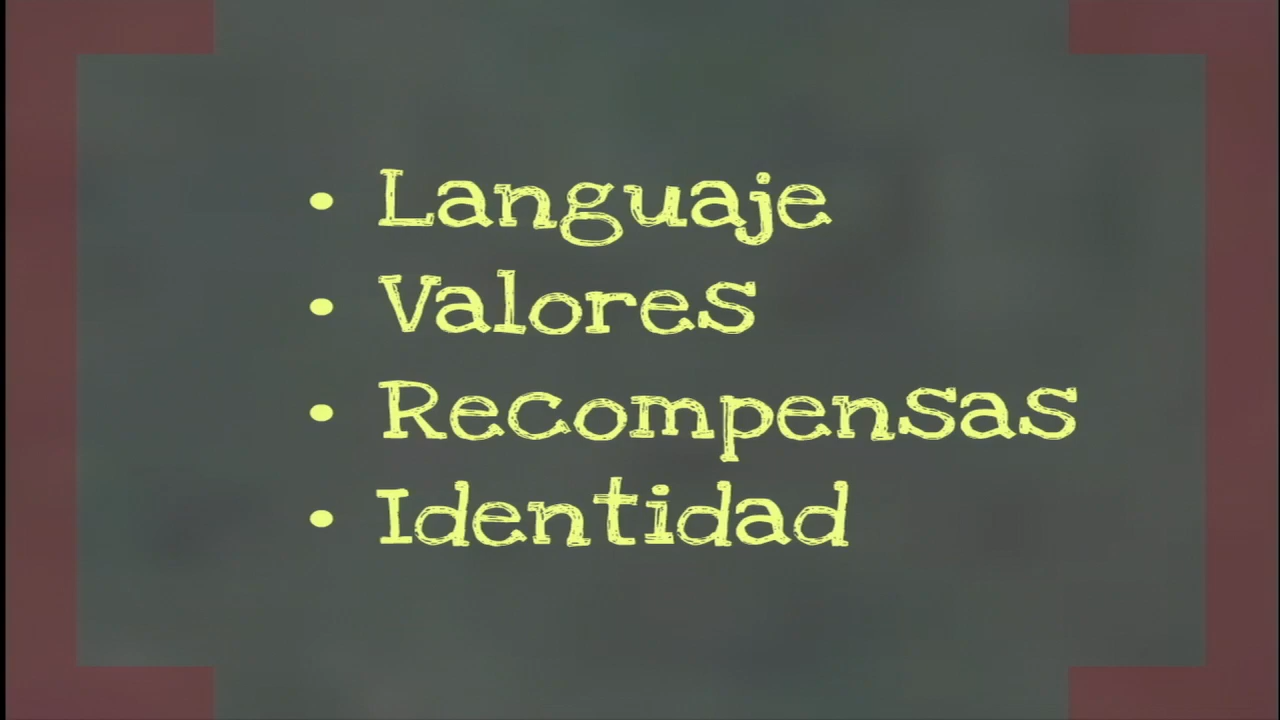 • Languaje
• Valores
• Recompensas
• Identidad